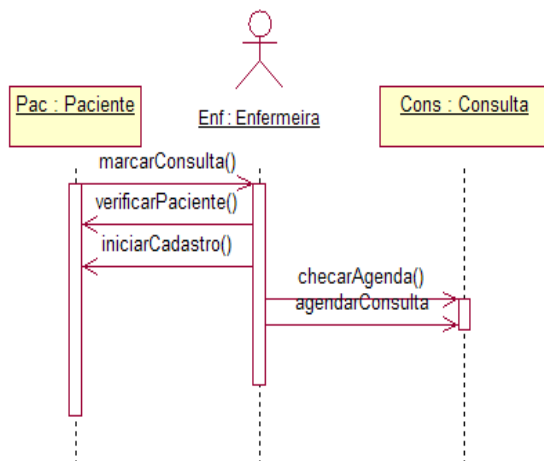 Pac : Paciente
Enf : Enfermeira
Cons : Consulta
marcarConsulta()
verificarPaciente()
iniciarCadastro()
checarAgenda()
agendarConsulta